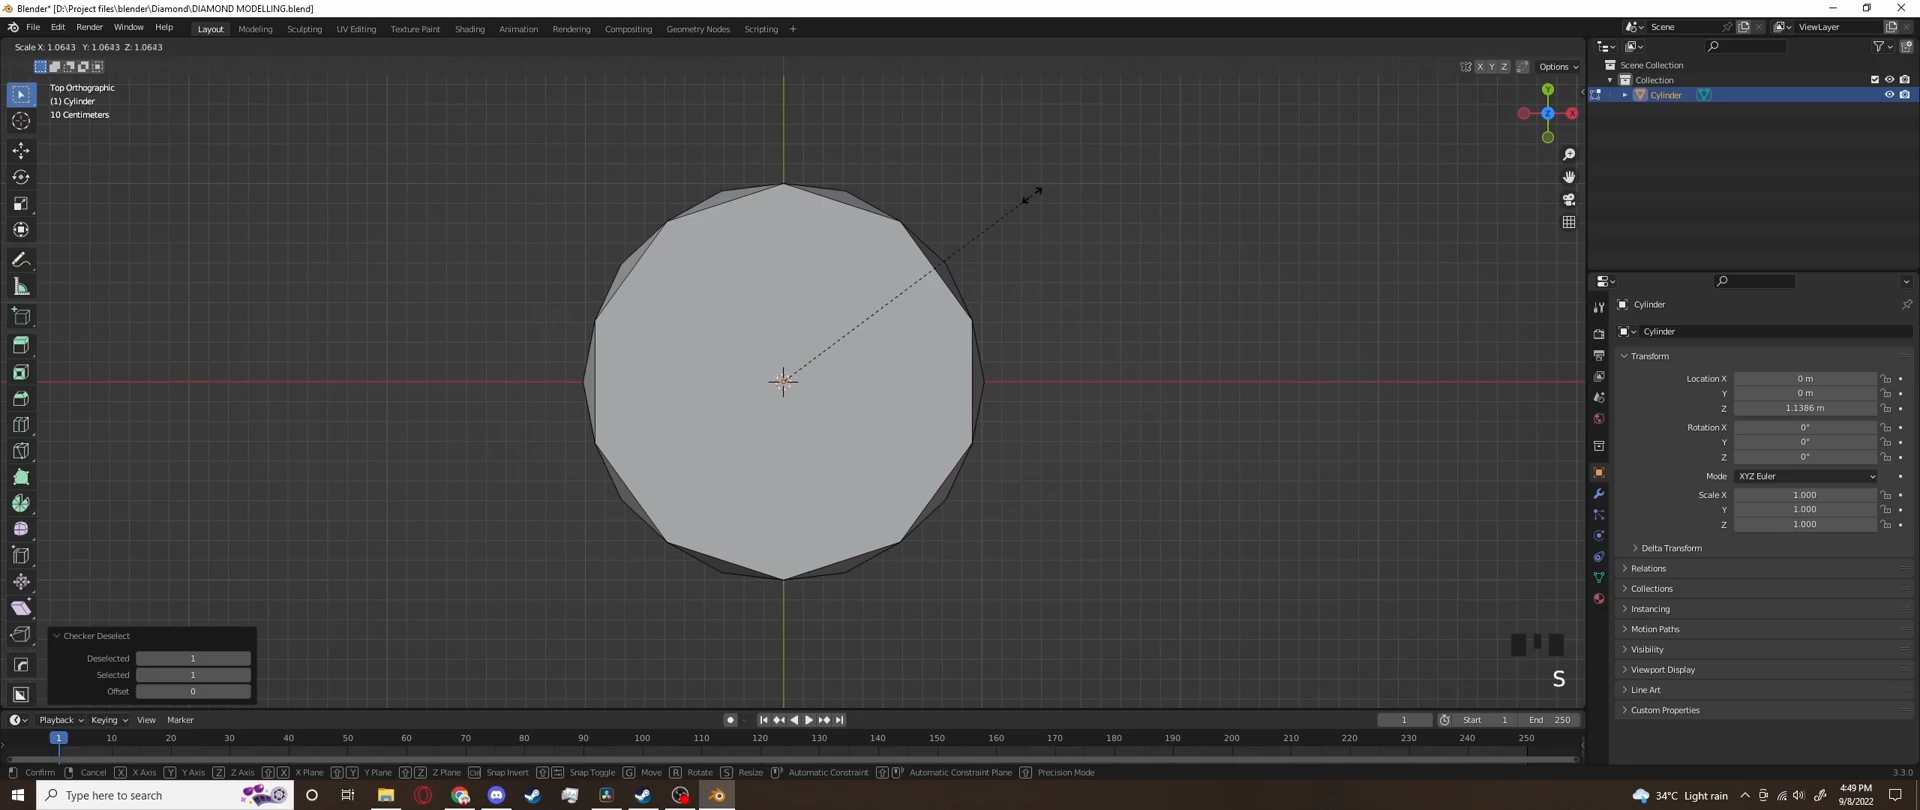 Blender* [D:\Project files\blender\Diamond\DIAMOND MODELLING.blend]
File Edit Render Window Help Layout Modeling Sculpting UV Editing Texture Paint Shading Animation Rendering Compositing Geometry Nodes Scripting + Scene ViewLayer
Scale X: 1.0643 Y: 1.0643 Z: 1.0643
X Y Z Options
Top Orthographic
(1) Cylinder
10 Centimeters
Y
Z X
Scene Collection
Collection
Cylinder
Cylinder
Cylinder
Transform
Location X 0 m
Y 0 m
Z 1.1386 m
Rotation X 0°
Y 0°
Z 0°
Mode XYZ Euler
Scale X 1.000
Y 1.000
Z 1.000
Delta Transform
Relations
Collections
Instancing
Motion Paths
Visibility
Viewport Display
Line Art
Custom Properties
Checker Deselect
Deselected 1
Selected 1
Offset 0
S
Playback Keying View Marker 1 Start 1 End 250
1 10 20 30 40 50 60 70 80 90 100 110 120 130 140 150 160 170 180 190 200 210 220 230 240 250
Confirm Cancel X X Axis Y Y Axis Z Z Axis X X Plane Y Y Plane Z Z Plane Snap Invert Snap Toggle G Move R Rotate S Resize Automatic Constraint Automatic Constraint Plane Precision Mode 3.3.0
Type here to search 34°C Light rain 4:49 PM
9/8/2022